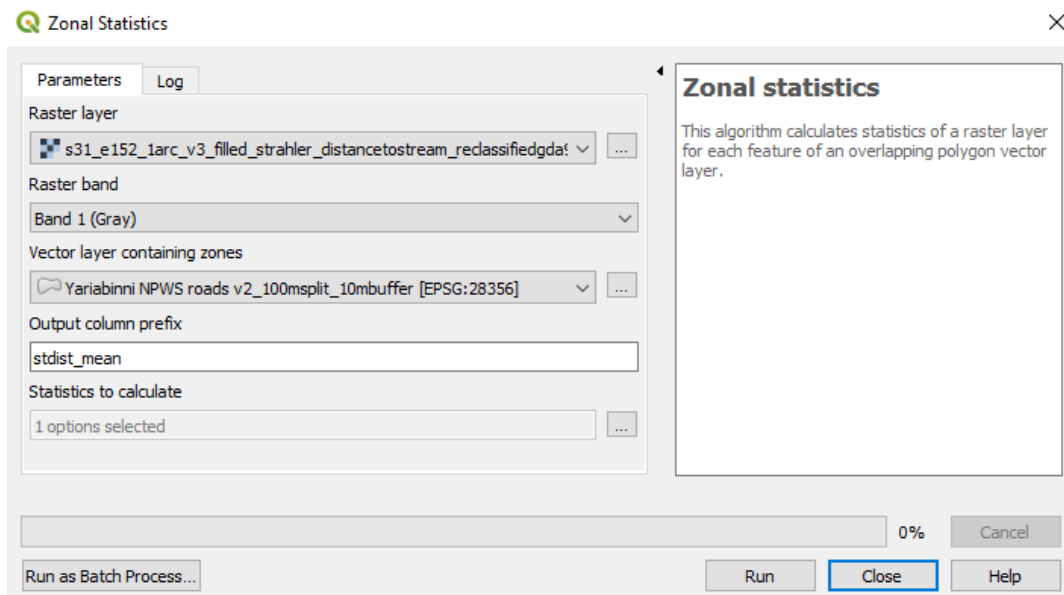 Zonal Statistics
Parameters
Log
Raster layer
s31_e152_1arc_v3_filled_strahler_distancetostream_reclassifiedgda9
...
Raster band
Band 1 (Gray)
Vector layer containing zones
Yariabinni NPWS roads v2_100msplit_10mbuffer [EPSG:28356]
...
Output column prefix
stdist_mean
Statistics to calculate
1 options selected
...
Zonal statistics
This algorithm calculates statistics of a raster layer
for each feature of an overlapping polygon vector
layer.
0%
Cancel
Run as Batch Process...
Run
Close
Help